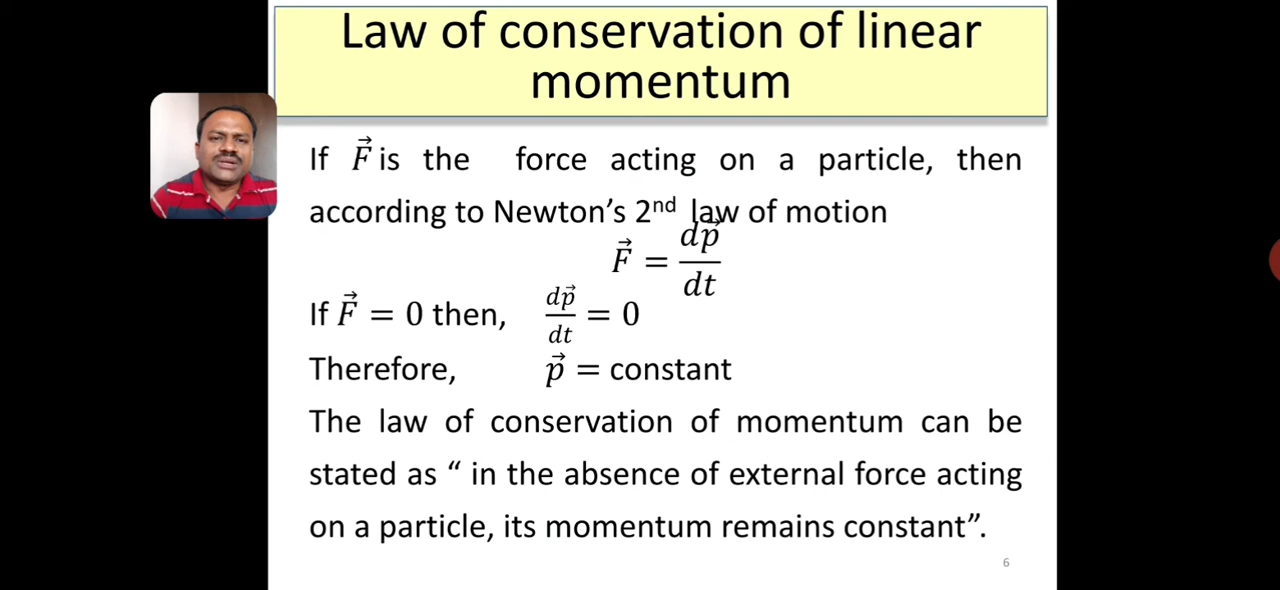 Law of conservation of linear
momentum
If F⃗ is the force acting on a particle, then
according to Newton’s 2ⁿᵈ law of motion
F⃗ = dp⃗/dt
If F⃗ = 0 then, dp⃗/dt = 0
Therefore, p⃗ = constant
The law of conservation of momentum can be
stated as “ in the absence of external force acting
on a particle, its momentum remains constant”.
6